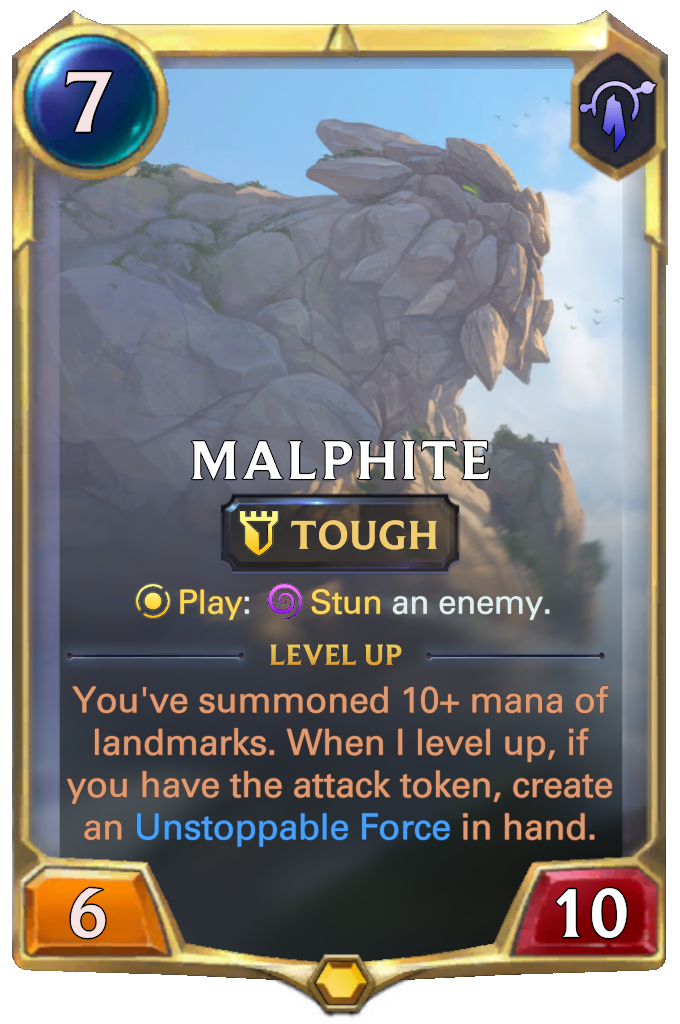 7
MALPHITE
TOUGH
Play: Stun an enemy.
LEVEL UP
You've summoned 10+ mana of
landmarks. When I level up, if
you have the attack token, create
an Unstoppable Force in hand.
6
10